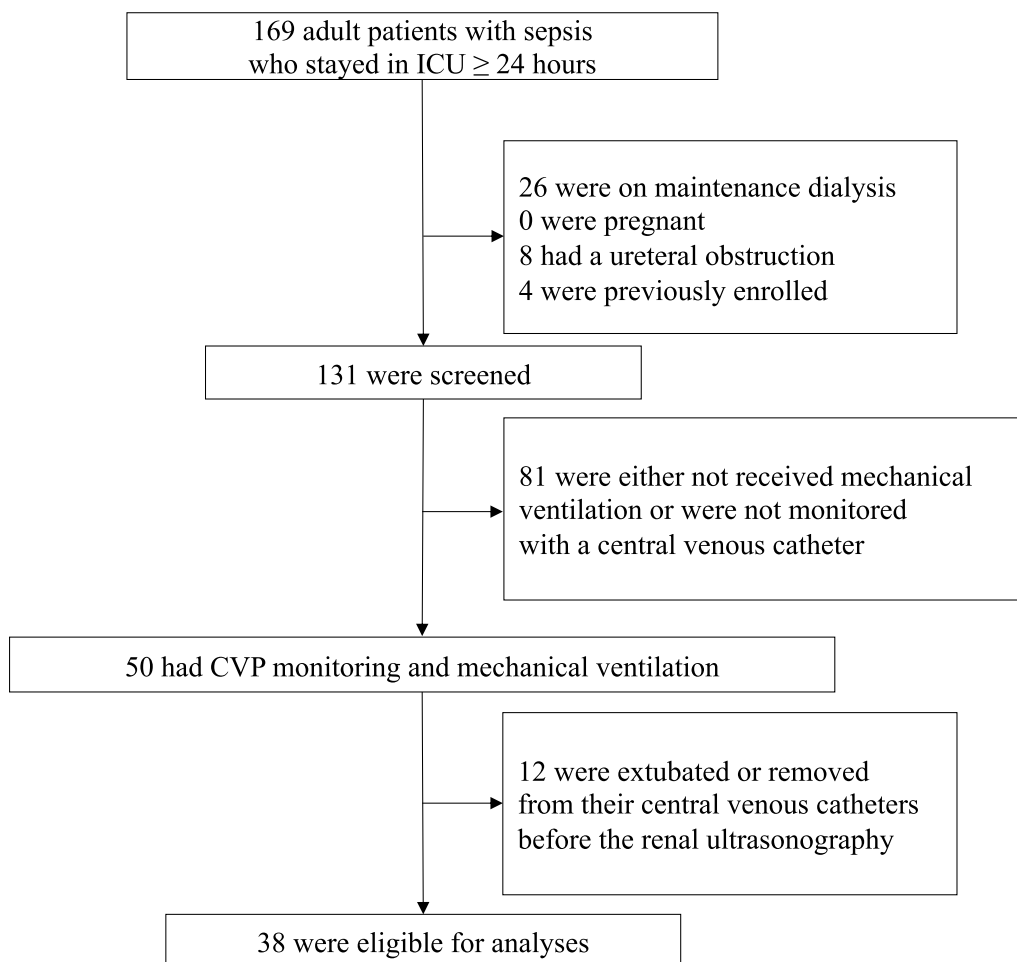 169 adult patients with sepsis
who stayed in ICU ≥ 24 hours
26 were on maintenance dialysis
0 were pregnant
8 had a ureteral obstruction
4 were previously enrolled
131 were screened
81 were either not received mechanical
ventilation or were not monitored
with a central venous catheter
50 had CVP monitoring and mechanical ventilation
12 were extubated or removed
from their central venous catheters
before the renal ultrasonography
38 were eligible for analyses